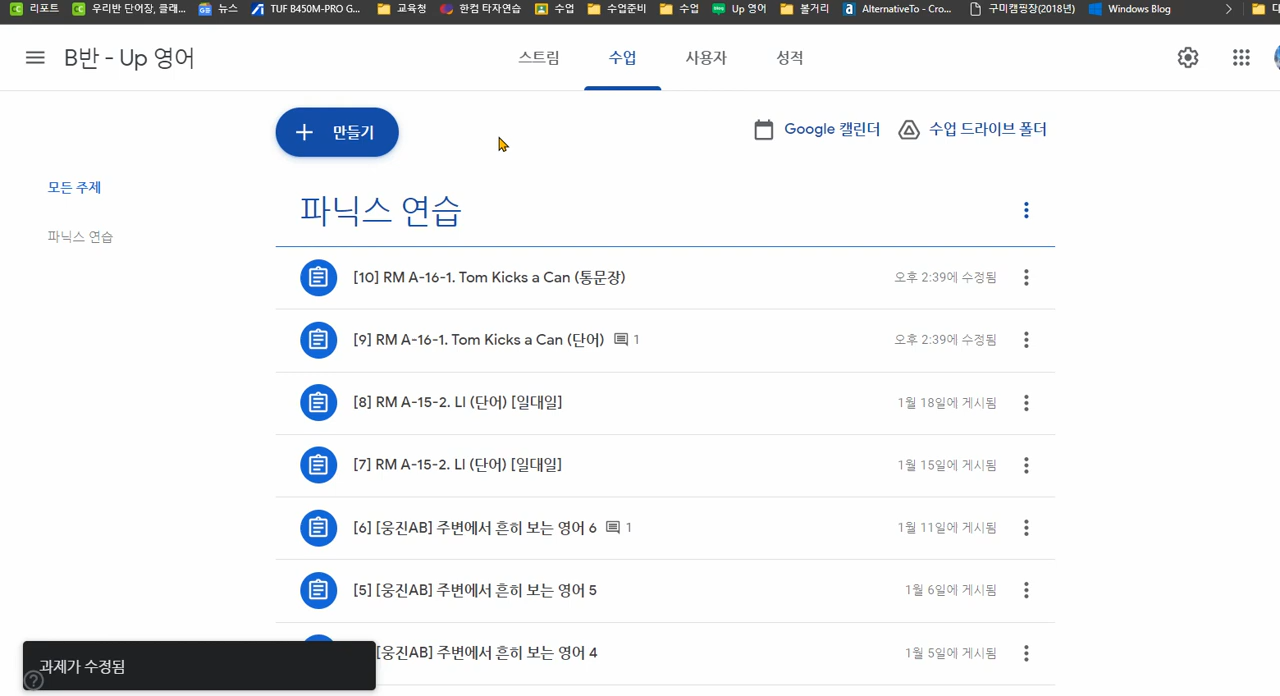 리포트 우리반 단어장, 클래... 뉴스 TUF B450M-PRO G... 교육청 한컴 타자연습 수업 수업준비 수업 Up 영어 볼거리 AlternativeTo - Cro... 구미캠핑장(2018년) Windows Blog
B반 - Up 영어 스트림 수업 사용자 성적
만들기 Google 캘린더 수업 드라이브 폴더
모든 주제
파닉스 연습
파닉스 연습
[10] RM A-16-1. Tom Kicks a Can (통문장) 오후 2:39에 수정됨
[9] RM A-16-1. Tom Kicks a Can (단어) 1 오후 2:39에 수정됨
[8] RM A-15-2. LI (단어) [일대일] 1월 18일에 게시됨
[7] RM A-15-2. LI (단어) [일대일] 1월 15일에 게시됨
[6] [웅진AB] 주변에서 흔히 보는 영어 6 1 1월 11일에 게시됨
[5] [웅진AB] 주변에서 흔히 보는 영어 5 1월 6일에 게시됨
[웅진AB] 주변에서 흔히 보는 영어 4 1월 5일에 게시됨
과제가 수정됨